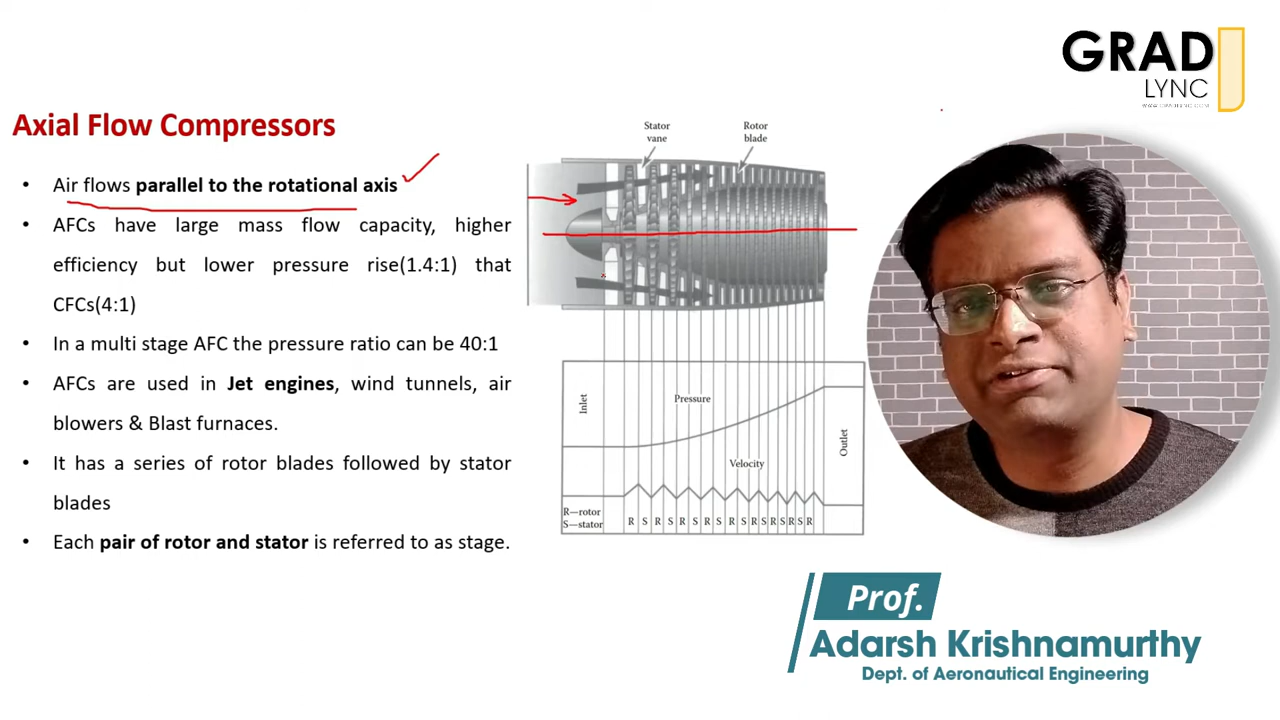 GRAD
LYNC
Axial Flow Compressors
• Air flows parallel to the rotational axis
• AFCs have large mass flow capacity, higher
efficiency but lower pressure rise(1.4:1) that
CFCs(4:1)
• In a multi stage AFC the pressure ratio can be 40:1
• AFCs are used in Jet engines, wind tunnels, air
blowers & Blast furnaces.
• It has a series of rotor blades followed by stator
blades
• Each pair of rotor and stator is referred to as stage.
Stator
vane
Rotor
blade
Inlet
Pressure
Velocity
Outlet
R—rotor
S—stator
R S R S R S R S R S R S R S R
Prof.
Adarsh Krishnamurthy
Dept. of Aeronautical Engineering